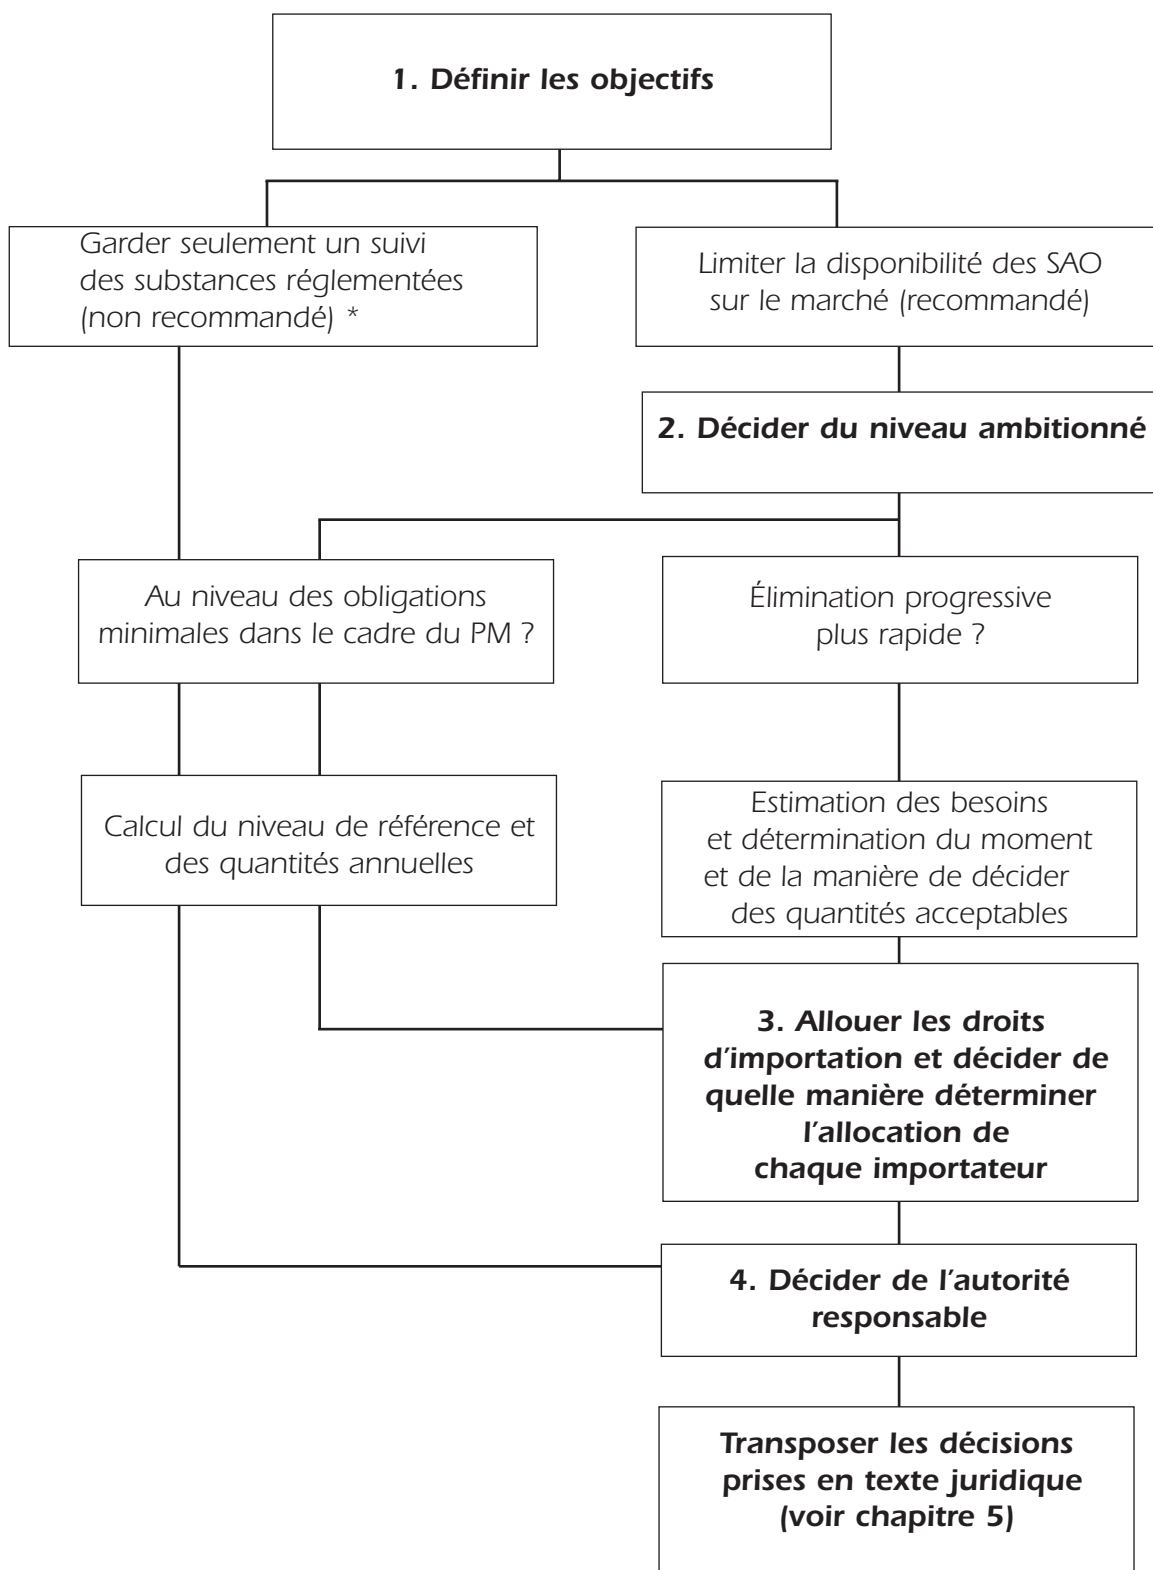 1. Définir les objectifs
Garder seulement un suivi
des substances réglementées
(non recommandé) *
Limiter la disponibilité des SAO
sur le marché (recommandé)
2. Décider du niveau ambitionné
Au niveau des obligations
minimales dans le cadre du PM ?
Élimination progressive
plus rapide ?
Calcul du niveau de référence et
des quantités annuelles
Estimation des besoins
et détermination du moment
et de la manière de décider
des quantités acceptables
3. Allouer les droits
d'importation et décider de
quelle manière déterminer
l'allocation de
chaque importateur
4. Décider de l'autorité
responsable
Transposer les décisions
prises en texte juridique
(voir chapitre 5)